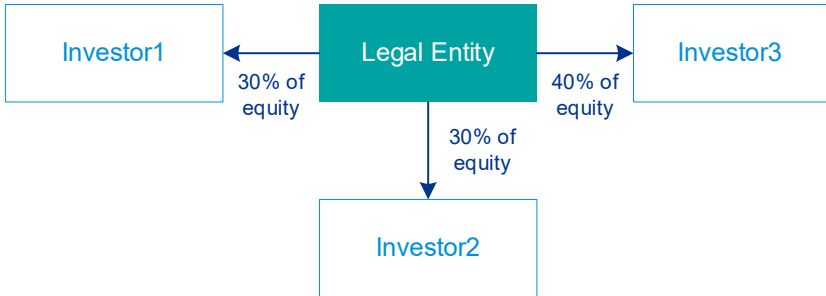 Investor1
Legal Entity
Investor3
30% of
equity
40% of
equity
30% of
equity
Investor2